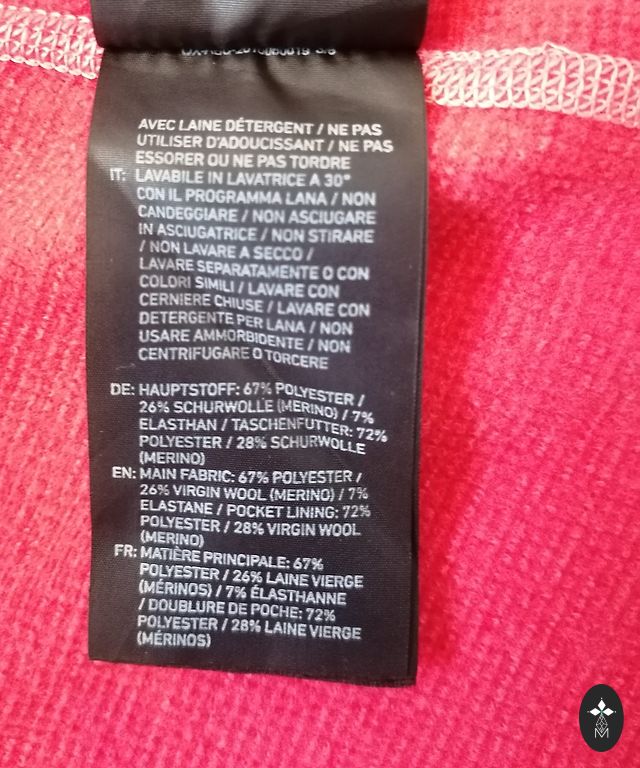 AVEC LAINE DÉTERGENT / NE PAS
UTILISER D'ADOUCISSANT / NE PAS
ESSORER OU NE PAS TORDRE
IT: LAVABILE IN LAVATRICE A 30°
CON IL PROGRAMMA LANA / NON
CANDEGGIARE / NON ASCIUGARE
IN ASCIUGATRICE / NON STIRARE
/ NON LAVARE A SECCO /
LAVARE SEPARATAMENTE O CON
COLORI SIMILI / LAVARE CON
CERNIERE CHIUSE / LAVARE CON
DETERGENTE PER LANA / NON
USARE AMMORBIDENTE / NON
CENTRIFUGARE O TORCERE
DE: HAUPTSTOFF: 67% POLYESTER /
26% SCHURWOLLE (MERINO) / 7%
ELASTHAN / TASCHENFUTTER: 72%
POLYESTER / 28% SCHURWOLLE
(MERINO)
EN: MAIN FABRIC: 67% POLYESTER /
26% VIRGIN WOOL (MERINO) / 7%
ELASTANE / POCKET LINING: 72%
POLYESTER / 28% VIRGIN WOOL
(MERINO)
FR: MATIÈRE PRINCIPALE: 67%
POLYESTER / 26% LAINE VIERGE
(MÉRINOS) / 7% ÉLASTHANNE
/ DOUBLURE DE POCHE: 72%
POLYESTER / 28% LAINE VIERGE
(MÉRINOS)